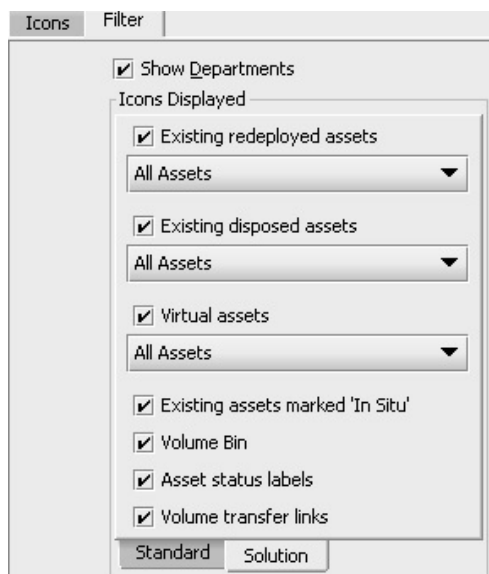 Icons Filter
Show Departments
Icons Displayed
Existing redeployed assets
All Assets
Existing disposed assets
All Assets
Virtual assets
All Assets
Existing assets marked 'In Situ'
Volume Bin
Asset status labels
Volume transfer links
Standard Solution